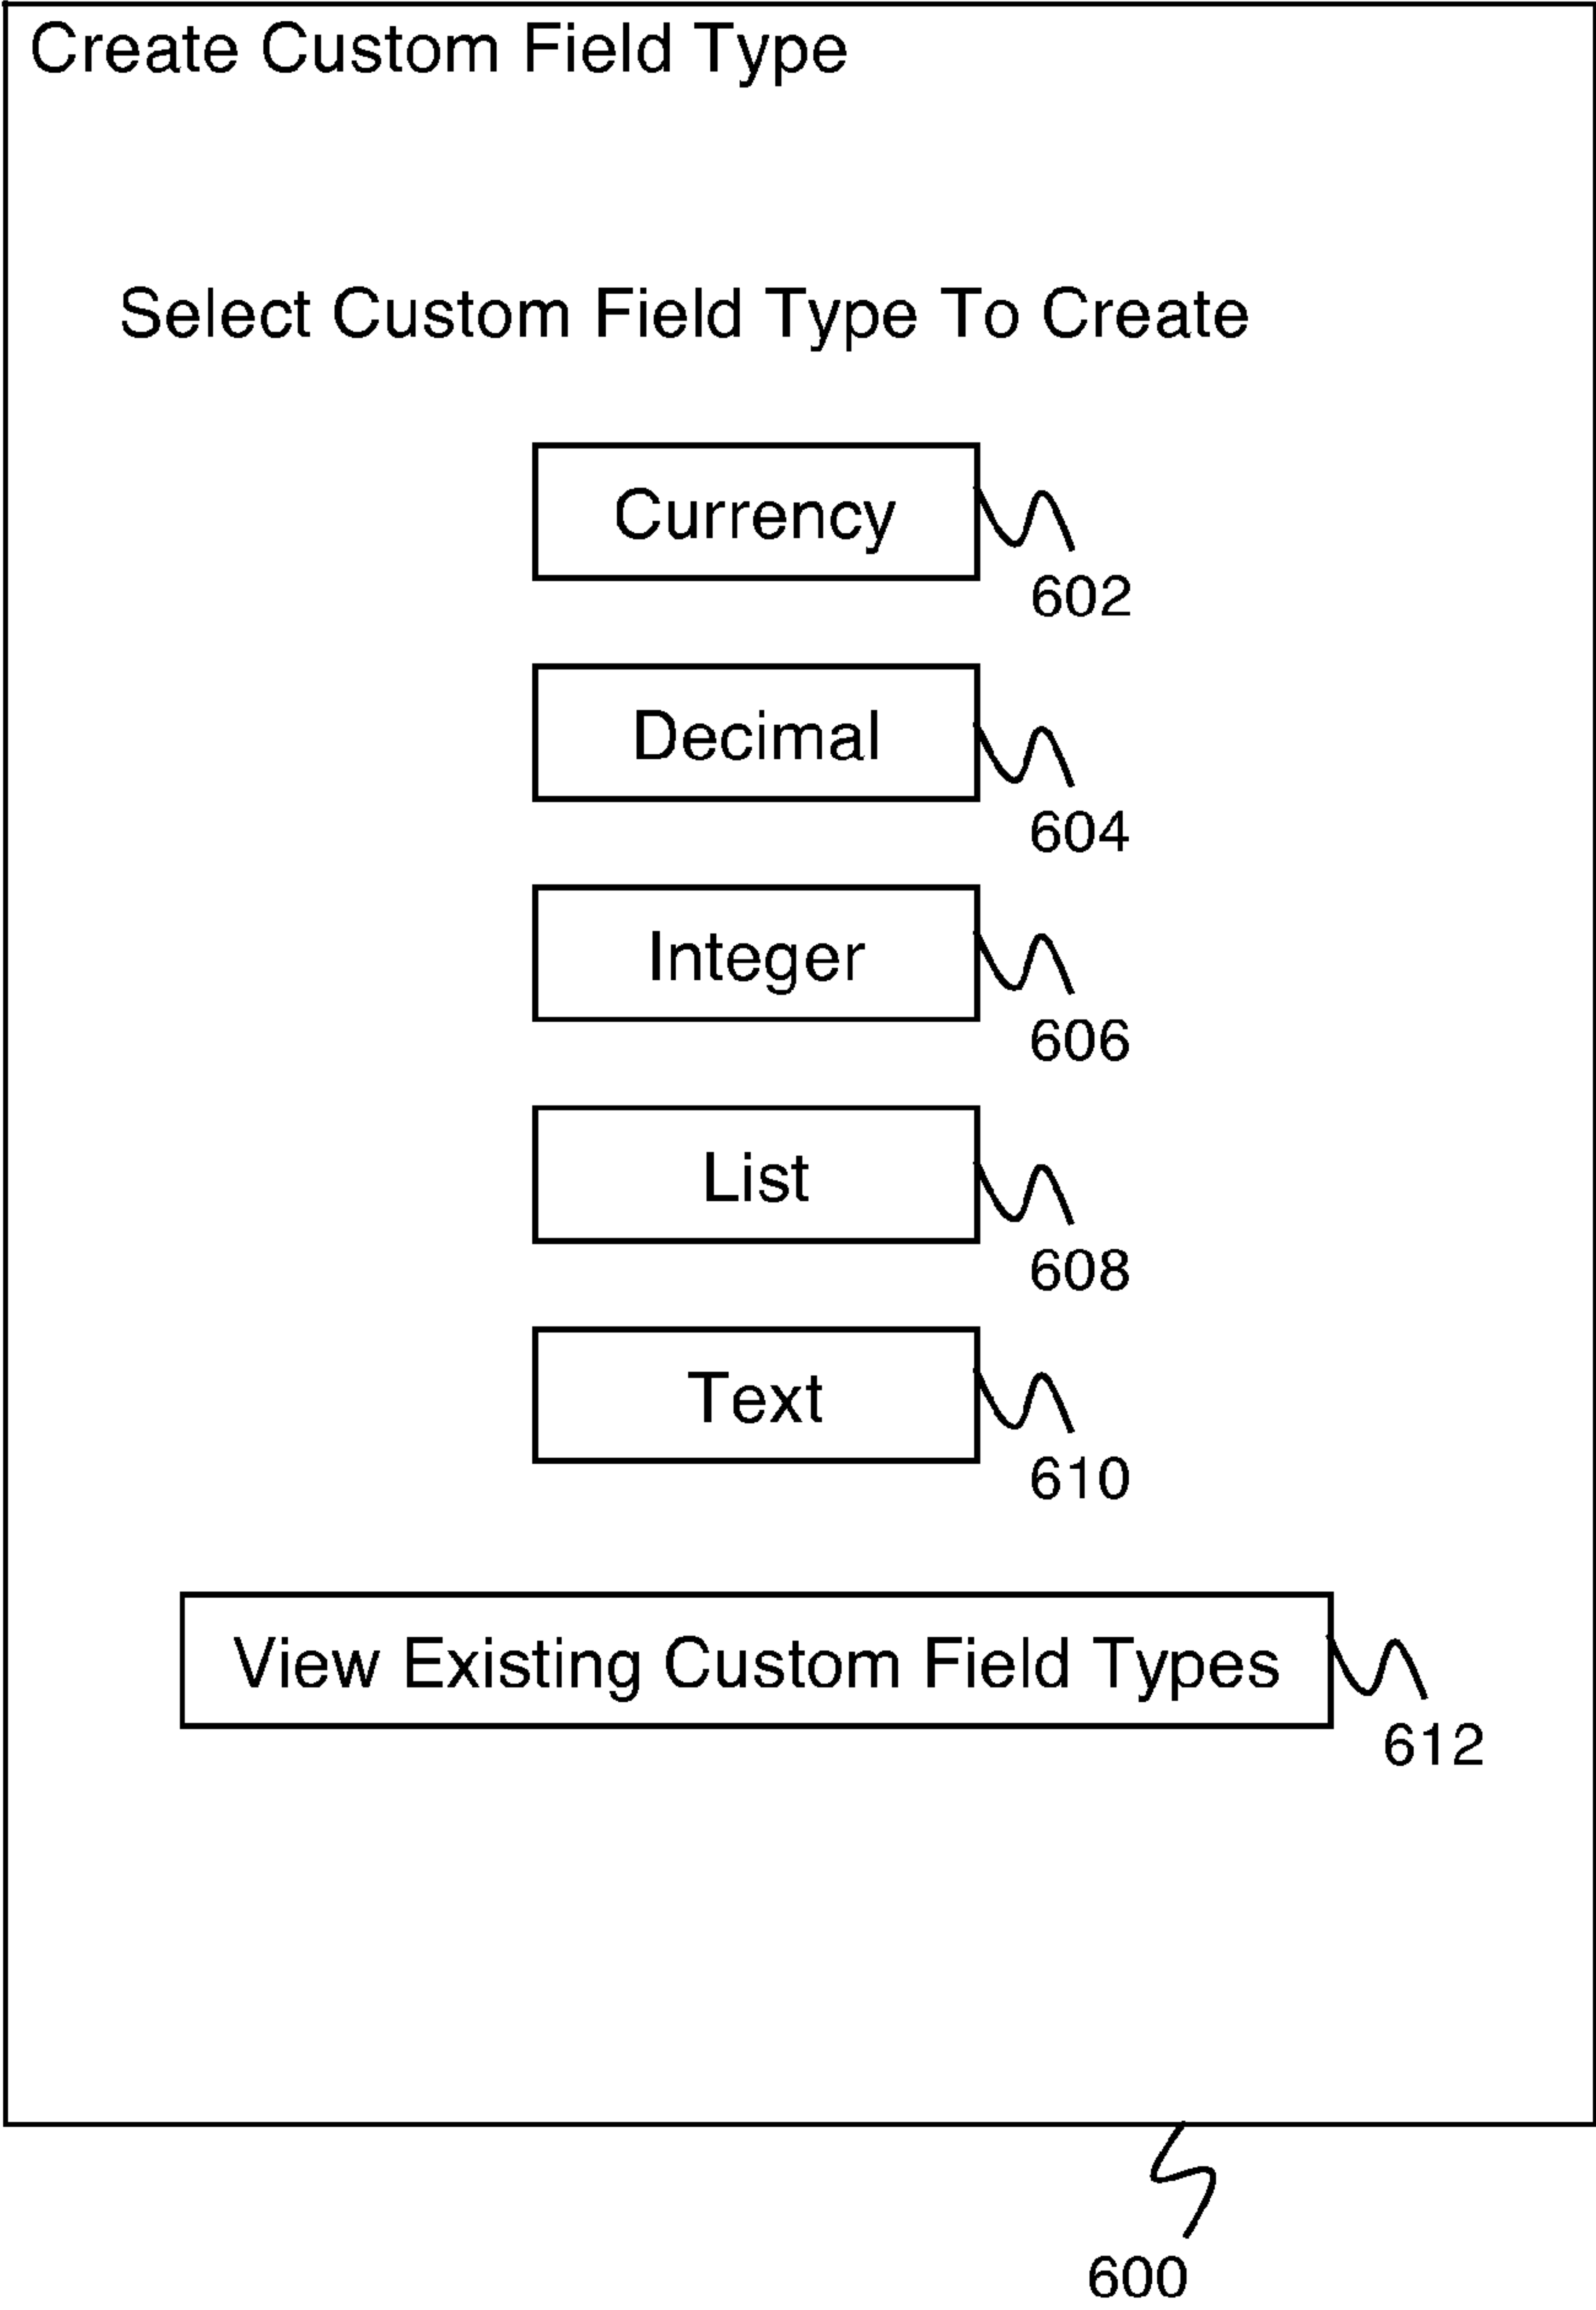 Create Custom Field Type
Select Custom Field Type To Create
Currency
602
Decimal
604
Integer
606
List
608
Text
610
View Existing Custom Field Types
612
600